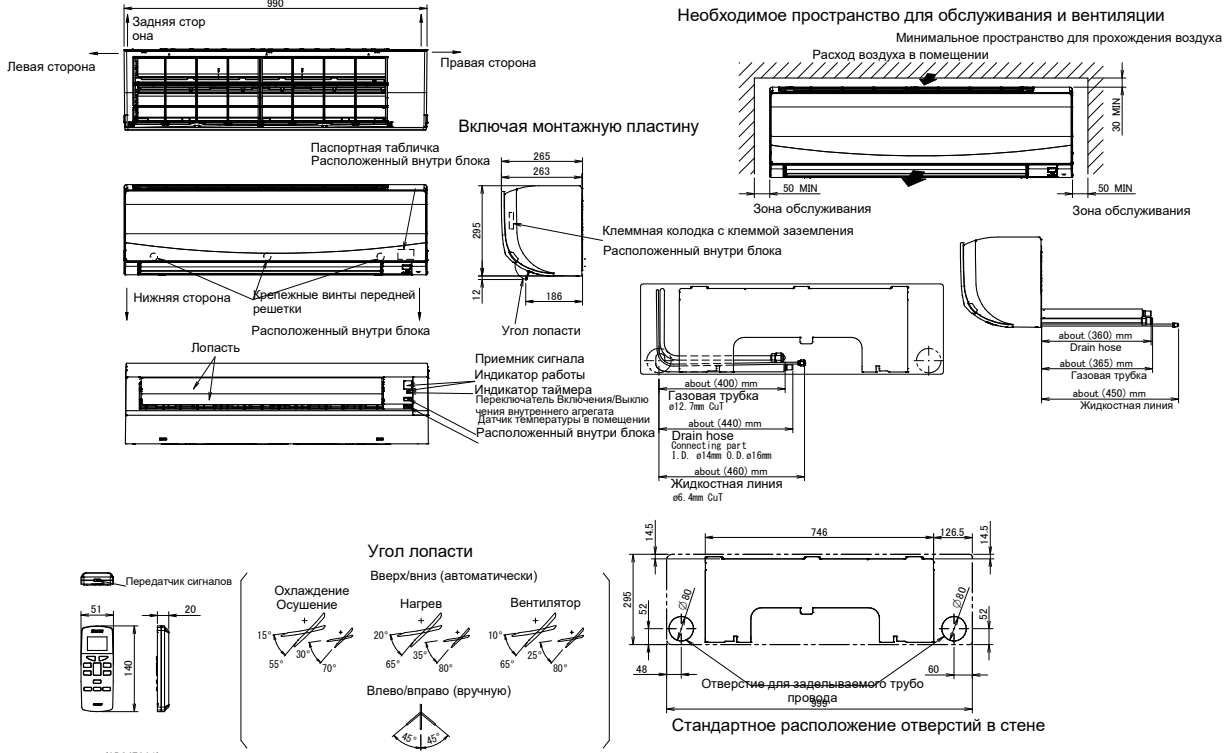 990
Задняя стор
она
Левая сторона
Правая сторона
Необходимое пространство для обслуживания и вентиляции
Минимальное пространство для прохождения воздуха
Расход воздуха в помещении
30 MIN
50 MIN
50 MIN
Зона обслуживания
Зона обслуживания
Включая монтажную пластину
Паспортная табличка
Расположенный внутри блока
265
263
295
12
186
Клеммная колодка с клеммой заземления
Расположенный внутри блока
Угол лопасти
Нижняя сторона
Крепежные винты передней
решетки
Расположенный внутри блока
Лопасть
Приемник сигнала
Индикатор работы
Индикатор таймера
Переключатель Включения/Выклю
чения внутреннего агрегата
Датчик температуры в помещении
Расположенный внутри блока
about (400) mm
Газовая трубка
ø12.7mm CuT
about (440) mm
Drain hose
Connecting part
I.D. ø14mm O.D.ø16mm
about (460) mm
Жидкостная линия
ø6.4mm CuT
about (360) mm
Drain hose
about (365) mm
Газовая трубка
about (450) mm
Жидкостная линия
Передатчик сигналов
51
20
140
Угол лопасти
Вверх/вниз (автоматически)
Охлаждение
Осушение
Нагрев
Вентилятор
15°
55°
30°
70°
20°
65°
35°
80°
10°
65°
25°
80°
Влево/вправо (вручную)
45°
45°
14.5
746
126.5
14.5
295
52
Ø80
Ø80
52
48
60
Отверстие для заделываемого трубо
провода
999
Стандартное расположение отверстий в стене